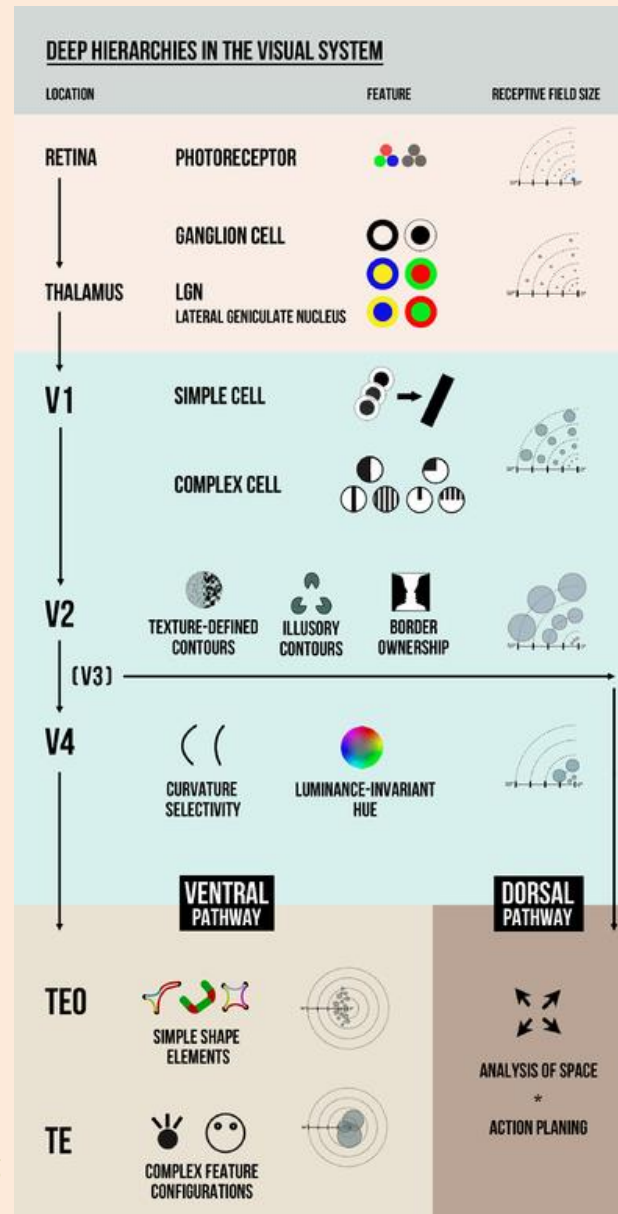 DEEP HIERARCHIES IN THE VISUAL SYSTEM
LOCATION
FEATURE
RECEPTIVE FIELD SIZE
RETINA
PHOTORECEPTOR
GANGLION CELL
THALAMUS
LGN
LATERAL GENICULATE NUCLEUS
V1
SIMPLE CELL
COMPLEX CELL
V2
TEXTURE-DEFINED
CONTOURS
ILLUSORY
CONTOURS
BORDER
OWNERSHIP
(V3)
V4
CURVATURE
SELECTIVITY
LUMINANCE-INVARIANT
HUE
VENTRAL
PATHWAY
DORSAL
PATHWAY
TEO
SIMPLE SHAPE
ELEMENTS
ANALYSIS OF SPACE
*
ACTION PLANING
TE
COMPLEX FEATURE
CONFIGURATIONS